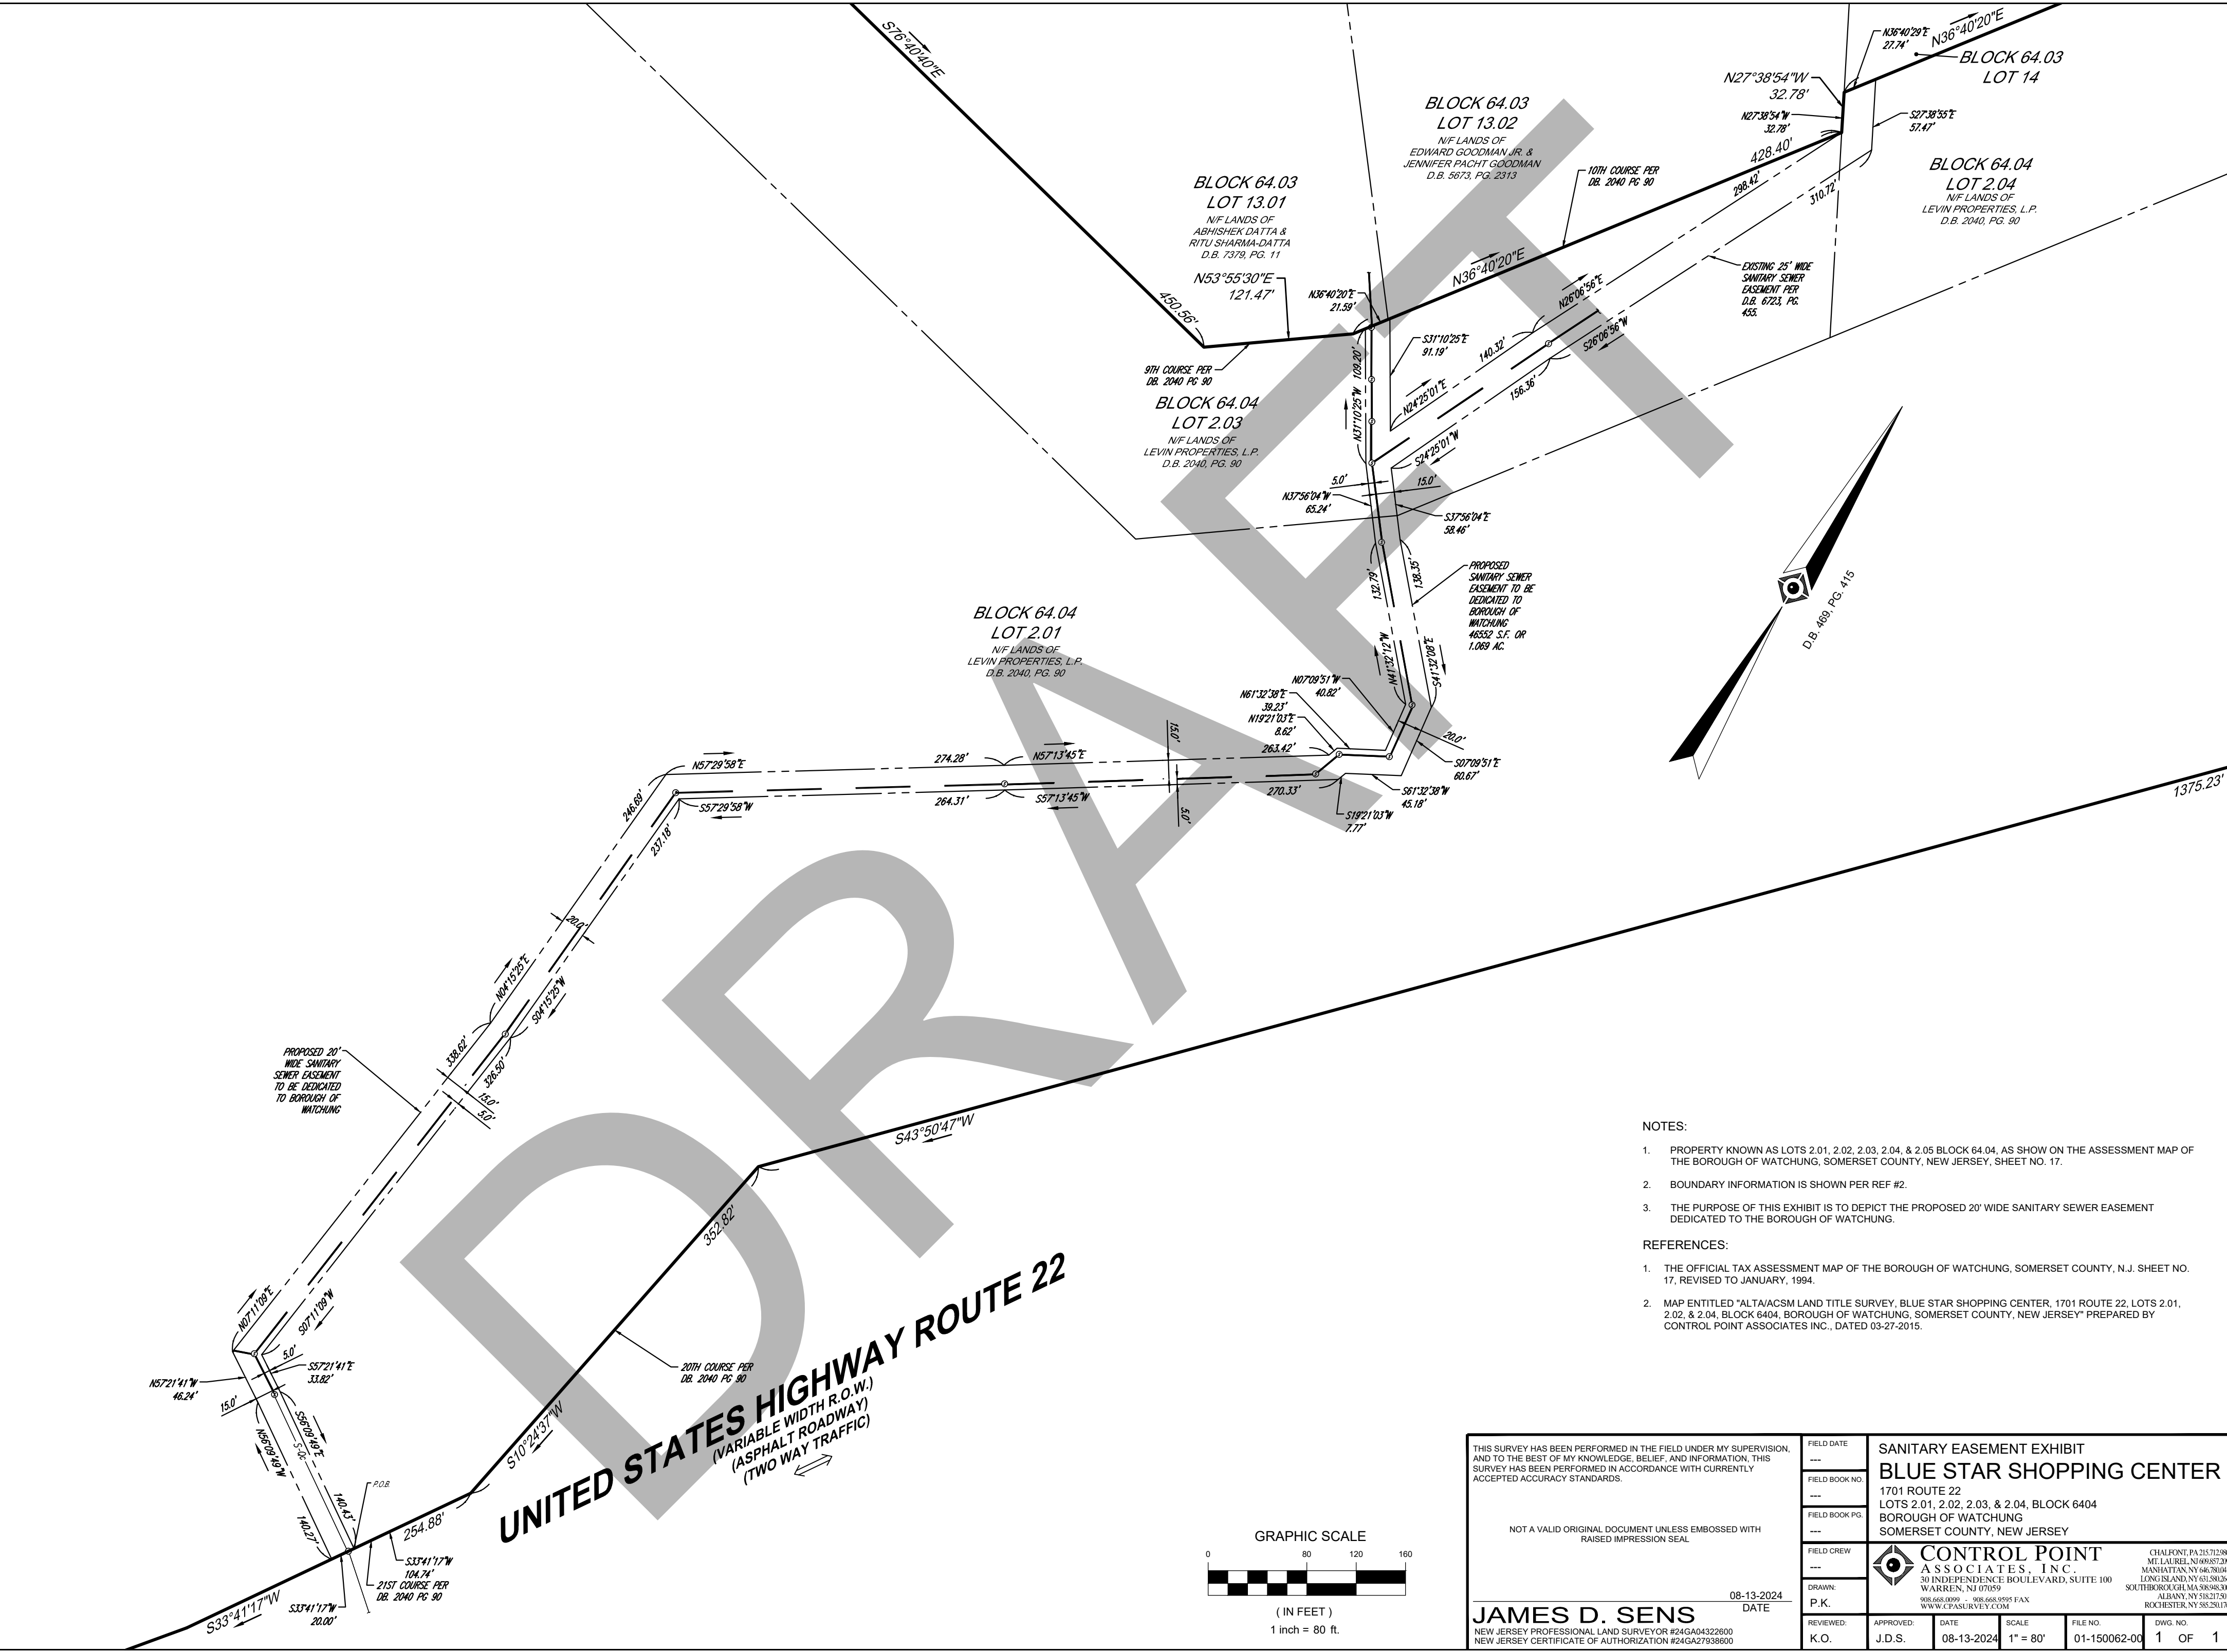 S76°40'40"E
450.56'
N53°55'30"E
121.47'
9TH COURSE PER
DB. 2040 PG 90
BLOCK 64.03
LOT 13.01
N/F LANDS OF
ABHISHEK DATTA &
RITU SHARMA-DATTA
D.B. 7379, PG. 11
BLOCK 64.03
LOT 13.02
N/F LANDS OF
EDWARD GOODMAN JR. &
JENNIFER PACHT GOODMAN
D.B. 5673, PG. 2313
10TH COURSE PER
DB. 2040 PG 90
N36°40'20"E
428.40'
N27°38'54"W
32.78'
N27°38'54"W
32.78'
N36°40'29"E
27.74'
N36°40'20"E
BLOCK 64.03
LOT 14
S27°38'55"E
57.47'
BLOCK 64.04
LOT 2.04
N/F LANDS OF
LEVIN PROPERTIES, L.P.
D.B. 2040, PG. 90
298.42'
310.72'
EXISTING 25' WIDE
SANITARY SEWER
EASEMENT PER
D.B. 6723, PG.
455.
N26°06'56"E
S26°06'56"W
140.32'
156.36'
N24°25'01"E
S24°25'01"W
N36°40'20"E
21.59'
S31°10'25"E
91.19'
N31°10'25"W
109.20'
BLOCK 64.04
LOT 2.03
N/F LANDS OF
LEVIN PROPERTIES, L.P.
D.B. 2040, PG. 90
5.0'
15.0'
N37°56'04"W
65.24'
S37°56'04"E
58.46'
132.79'
138.35'
N41°32'12"W
S41°32'08"E
PROPOSED
SANITARY SEWER
EASEMENT TO BE
DEDICATED TO
BOROUGH OF
WATCHUNG
46552 S.F. OR
1.069 AC.
D.B. 469, PG. 415
BLOCK 64.04
LOT 2.01
N/F LANDS OF
LEVIN PROPERTIES, L.P.
D.B. 2040, PG. 90
N07°09'51"W
40.82'
N61°32'38"E
39.23'
N19°21'03"E
8.62'
20.0'
S07°09'51"E
60.67'
S61°32'38"W
45.18'
S19°21'03"W
7.77'
263.42'
270.33'
15.0'
5.0'
N57°13'45"E
S57°13'45"W
274.28'
264.31'
N57°29'58"E
S57°29'58"W
246.69'
237.18'
20.0'
N04°15'25"E
S04°15'25"W
338.62'
326.50'
15.0'
5.0'
PROPOSED 20'
WIDE SANITARY
SEWER EASEMENT
TO BE DEDICATED
TO BOROUGH OF
WATCHUNG
N07°11'09"E
S07°11'09"W
5.0'
S57°21'41"E
33.82'
N57°21'41"W
46.24'
15.0'
S56°09'49"E
N56°09'49"W
140.43'
140.27'
P.O.B.
254.88'
S33°41'17"W
104.74'
21ST COURSE PER
DB. 2040 PG 90
S33°41'17"W
20.00'
S33°41'17"W
1375.23'
S43°50'47"W
352.82'
S10°24'37"W
20TH COURSE PER
DB. 2040 PG 90
UNITED STATES HIGHWAY ROUTE 22
(VARIABLE WIDTH R.O.W.)
(ASPHALT ROADWAY)
(TWO WAY TRAFFIC)
DRAFT
NOTES:
1. PROPERTY KNOWN AS LOTS 2.01, 2.02, 2.03, 2.04, & 2.05 BLOCK 64.04, AS SHOW ON THE ASSESSMENT MAP OF
THE BOROUGH OF WATCHUNG, SOMERSET COUNTY, NEW JERSEY, SHEET NO. 17.
2. BOUNDARY INFORMATION IS SHOWN PER REF #2.
3. THE PURPOSE OF THIS EXHIBIT IS TO DEPICT THE PROPOSED 20' WIDE SANITARY SEWER EASEMENT
DEDICATED TO THE BOROUGH OF WATCHUNG.
REFERENCES:
1. THE OFFICIAL TAX ASSESSMENT MAP OF THE BOROUGH OF WATCHUNG, SOMERSET COUNTY, N.J. SHEET NO.
17, REVISED TO JANUARY, 1994.
2. MAP ENTITLED "ALTA/ACSM LAND TITLE SURVEY, BLUE STAR SHOPPING CENTER, 1701 ROUTE 22, LOTS 2.01,
2.02, & 2.04, BLOCK 6404, BOROUGH OF WATCHUNG, SOMERSET COUNTY, NEW JERSEY" PREPARED BY
CONTROL POINT ASSOCIATES INC., DATED 03-27-2015.
GRAPHIC SCALE
0 80 120 160
( IN FEET )
1 inch = 80 ft.
THIS SURVEY HAS BEEN PERFORMED IN THE FIELD UNDER MY SUPERVISION,
AND TO THE BEST OF MY KNOWLEDGE, BELIEF, AND INFORMATION, THIS
SURVEY HAS BEEN PERFORMED IN ACCORDANCE WITH CURRENTLY
ACCEPTED ACCURACY STANDARDS.
NOT A VALID ORIGINAL DOCUMENT UNLESS EMBOSSED WITH
RAISED IMPRESSION SEAL
08-13-2024
DATE
JAMES D. SENS
NEW JERSEY PROFESSIONAL LAND SURVEYOR #24GA04322600
NEW JERSEY CERTIFICATE OF AUTHORIZATION #24GA27938600
FIELD DATE
---
FIELD BOOK NO.
---
FIELD BOOK PG.
---
FIELD CREW
---
DRAWN:
P.K.
REVIEWED:
K.O.
SANITARY EASEMENT EXHIBIT
BLUE STAR SHOPPING CENTER
1701 ROUTE 22
LOTS 2.01, 2.02, 2.03, & 2.04, BLOCK 6404
BOROUGH OF WATCHUNG
SOMERSET COUNTY, NEW JERSEY
CONTROL POINT
ASSOCIATES, INC.
30 INDEPENDENCE BOULEVARD, SUITE 100
WARREN, NJ 07059
908.668.0099 - 908.668.9595 FAX
WWW.CPASURVEY.COM
CHALFONT, PA
MT. LAUREL, NJ
MANHATTAN, NY
LONG ISLAND, NY
SOUTHBOROUGH, MA
ALBANY, NY
ROCHESTER, NY
APPROVED:
J.D.S.
DATE
08-13-2024
SCALE
1" = 80'
FILE NO.
01-150062-00
DWG. NO.
1 OF 1